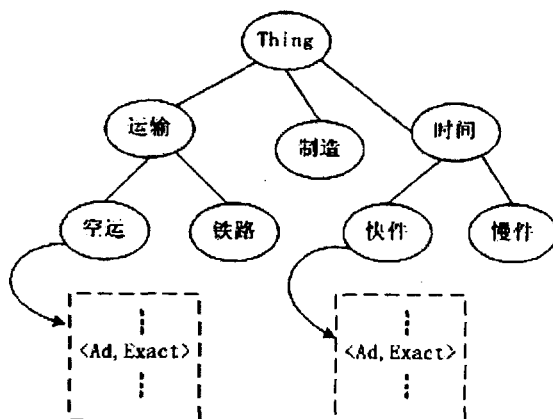 Thing
运输
制造
时间
空运
铁路
快件
慢件
<Ad, Exact>
<Ad, Exact>